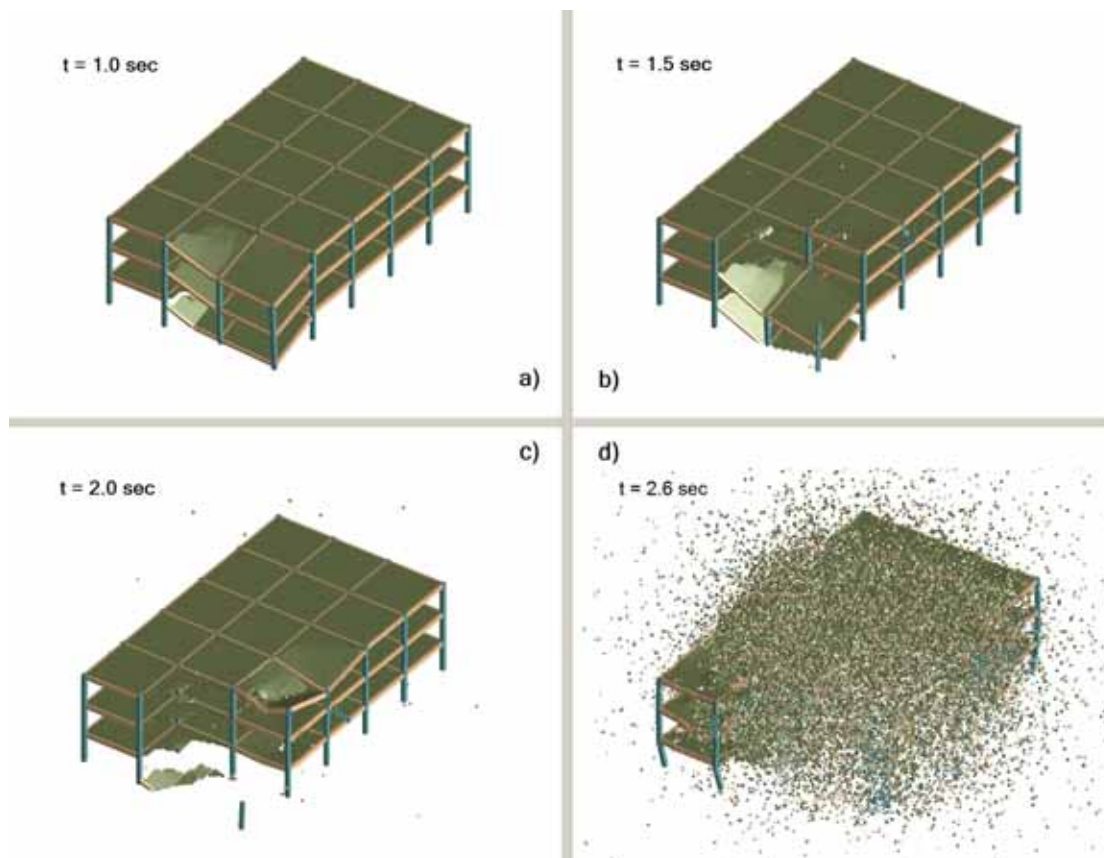 t = 1.0 sec
a)
t = 1.5 sec
b)
c)
t = 2.0 sec
d)
t = 2.6 sec